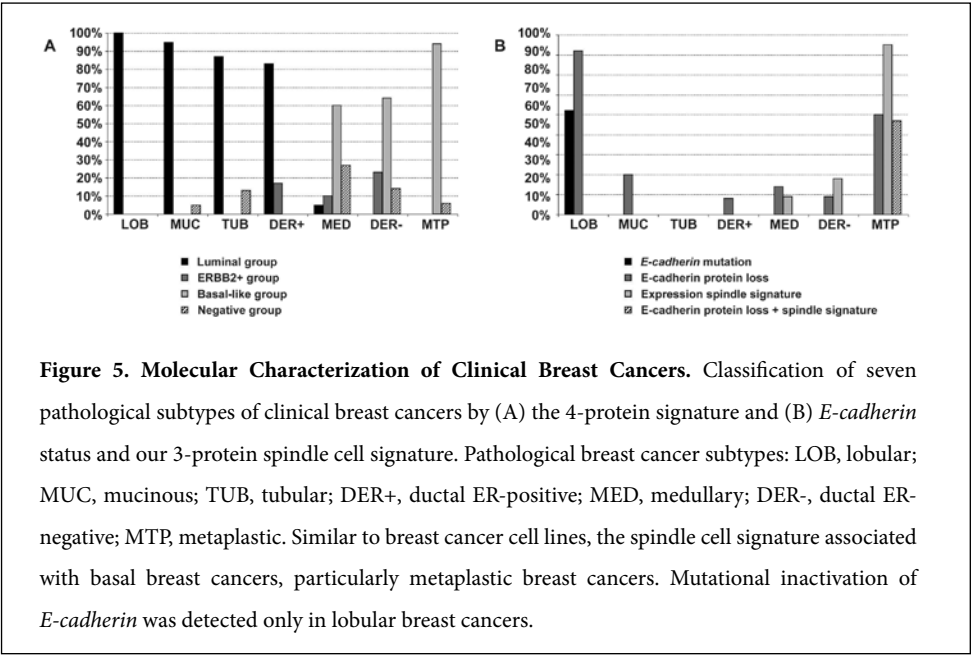 A
B
100%
90%
80%
70%
60%
50%
40%
30%
20%
10%
0%
LOB MUC TUB DER+ MED DER- MTP
Luminal group
ERBB2+ group
Basal-like group
Negative group
100%
90%
80%
70%
60%
50%
40%
30%
20%
10%
0%
LOB MUC TUB DER+ MED DER- MTP
E-cadherin mutation
E-cadherin protein loss
Expression spindle signature
E-cadherin protein loss + spindle signature
Figure 5. Molecular Characterization of Clinical Breast Cancers. Classification of seven
pathological subtypes of clinical breast cancers by (A) the 4-protein signature and (B) E-cadherin
status and our 3-protein spindle cell signature. Pathological breast cancer subtypes: LOB, lobular;
MUC, mucinous; TUB, tubular; DER+, ductal ER-positive; MED, medullary; DER-, ductal ER-
negative; MTP, metaplastic. Similar to breast cancer cell lines, the spindle cell signature associated
with basal breast cancers, particularly metaplastic breast cancers. Mutational inactivation of
E-cadherin was detected only in lobular breast cancers.